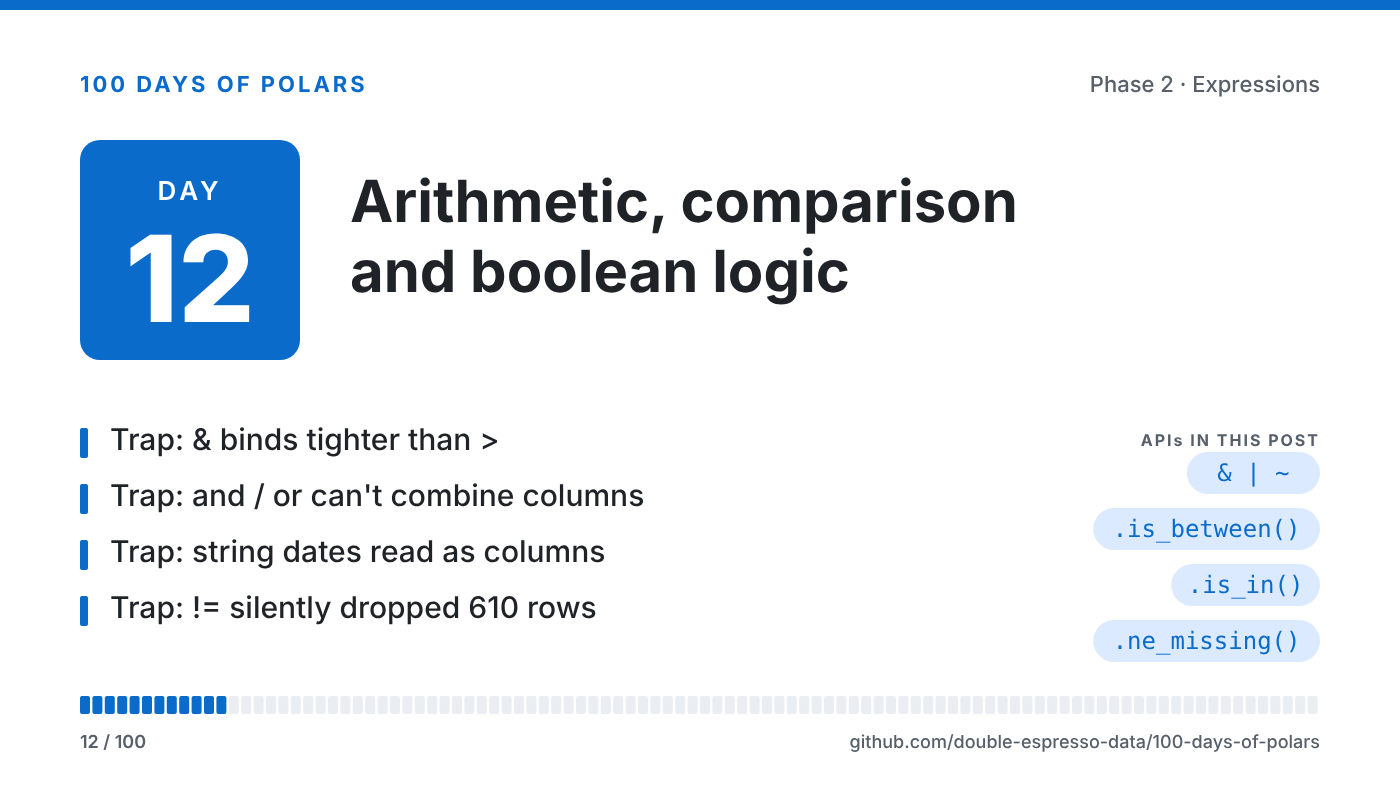 100 DAYS OF POLARS
Phase 2 · Expressions
DAY
12
Arithmetic, comparison
and boolean logic
Trap: & binds tighter than >
Trap: and / or can't combine columns
Trap: string dates read as columns
Trap: != silently dropped 610 rows
APIs IN THIS POST
& | ~
.is_between()
.is_in()
.ne_missing()
12 / 100
github.com/double-espresso-data/100-days-of-polars